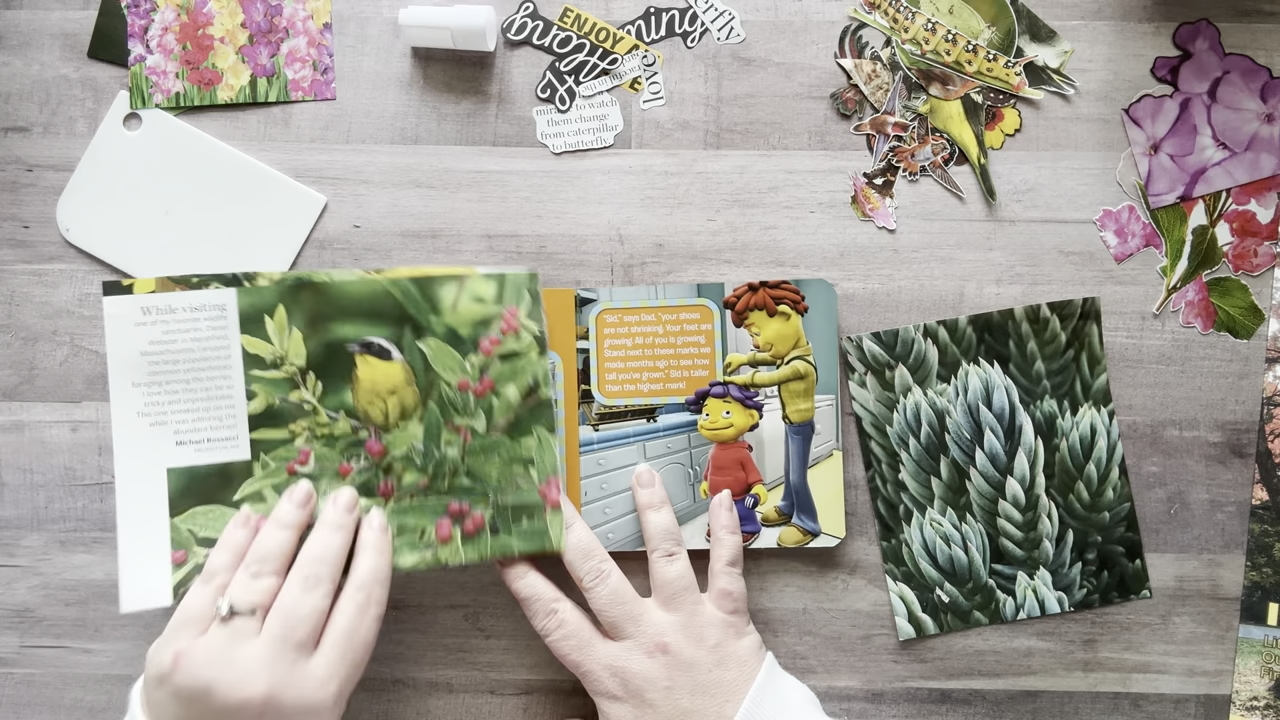 ENJOY
ming
erfly
love
to watch
them change
from caterpillar
to butterfly.
While visiting
one of my favorite wildlife
sanctuaries, Daniel
Webster in Marshfield,
Massachusetts, I enjoyed
the large population of
common yellowthroats
foraging among the berries.
I love how they can be so
tricky and unpredictable.
This one sneaked up on me
while I was admiring the
abundant berries!
Michael Rossacci
"Sid," says Dad, "your shoes
are not shrinking. Your feet are
growing. All of you is growing.
Stand next to these marks we
made months ago to see how
tall you've grown." Sid is taller
than the highest mark!